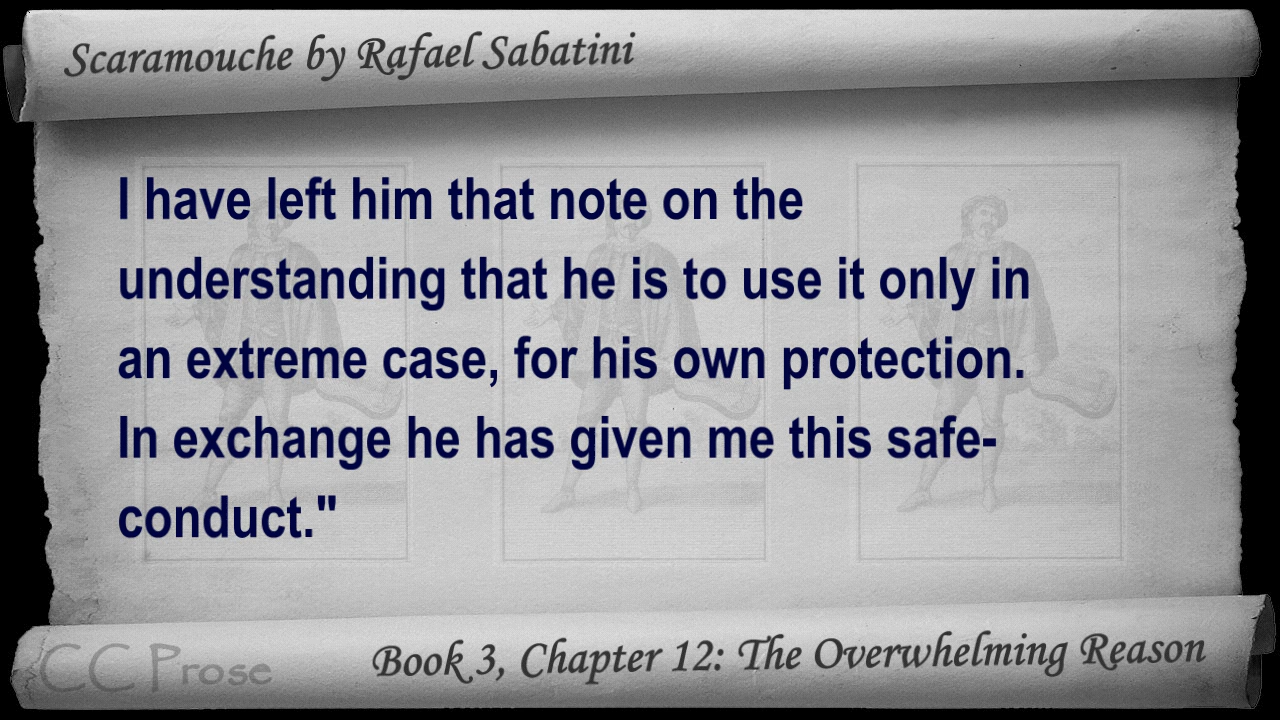 Scaramouche by Rafael Sabatini
I have left him that note on the
understanding that he is to use it only in
an extreme case, for his own protection.
In exchange he has given me this safe-
conduct."
CC Prose
Book 3, Chapter 12: The Overwhelming Reason